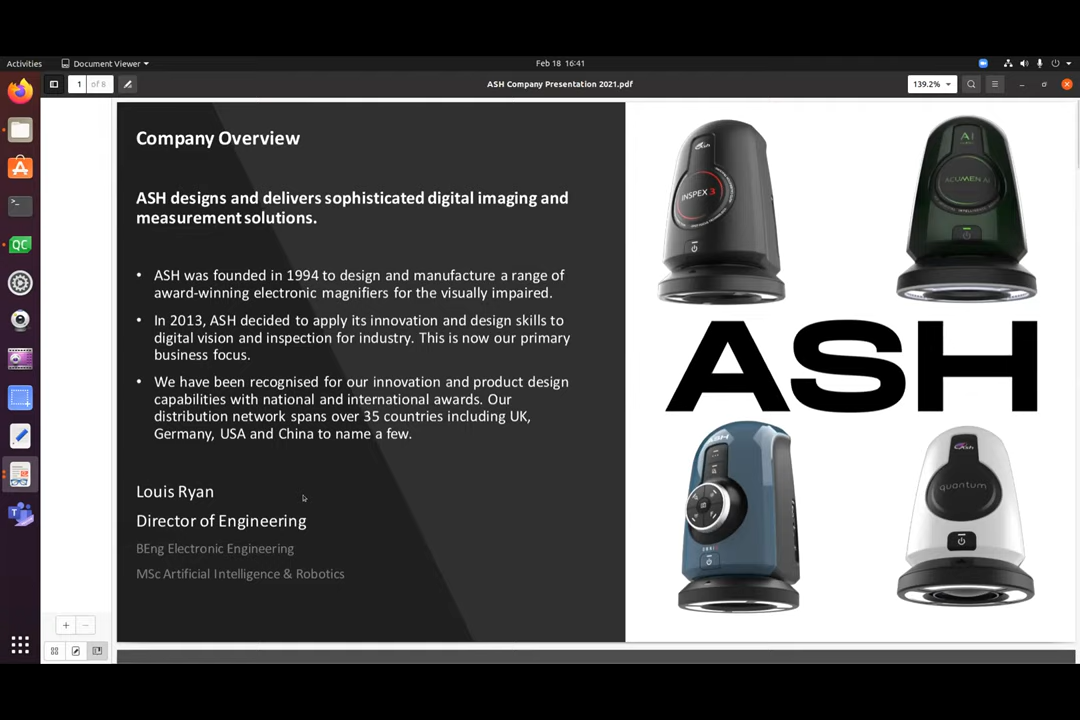 Activities
Document Viewer
Feb 18 16:41
1
of 8
ASH Company Presentation 2021.pdf
139.2%
Company Overview
ASH designs and delivers sophisticated digital imaging and
measurement solutions.
• ASH was founded in 1994 to design and manufacture a range of
award-winning electronic magnifiers for the visually impaired.
• In 2013, ASH decided to apply its innovation and design skills to
digital vision and inspection for industry. This is now our primary
business focus.
• We have been recognised for our innovation and product design
capabilities with national and international awards. Our
distribution network spans over 35 countries including UK,
Germany, USA and China to name a few.
Louis Ryan
Director of Engineering
BEng Electronic Engineering
MSc Artificial Intelligence & Robotics
Ash
INSPEX 3
AI
ACUMEN AI
ASH
ASH
OMNI
Ash
quantum
QC